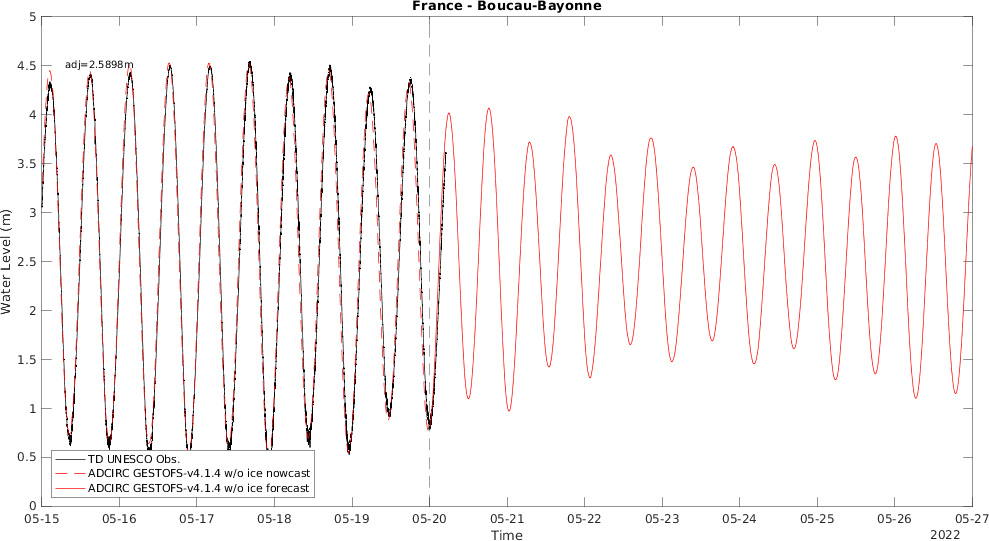 France - Boucau-Bayonne
adj=2.5898m
Water Level (m)
5
4.5
4
3.5
3
2.5
2
1.5
1
0.5
0
TD UNESCO Obs.
ADCIRC GESTOFS-v4.1.4 w/o ice nowcast
ADCIRC GESTOFS-v4.1.4 w/o ice forecast
05-15 05-16 05-17 05-18 05-19 05-20 05-21 05-22 05-23 05-24 05-25 05-26 05-27
Time
2022